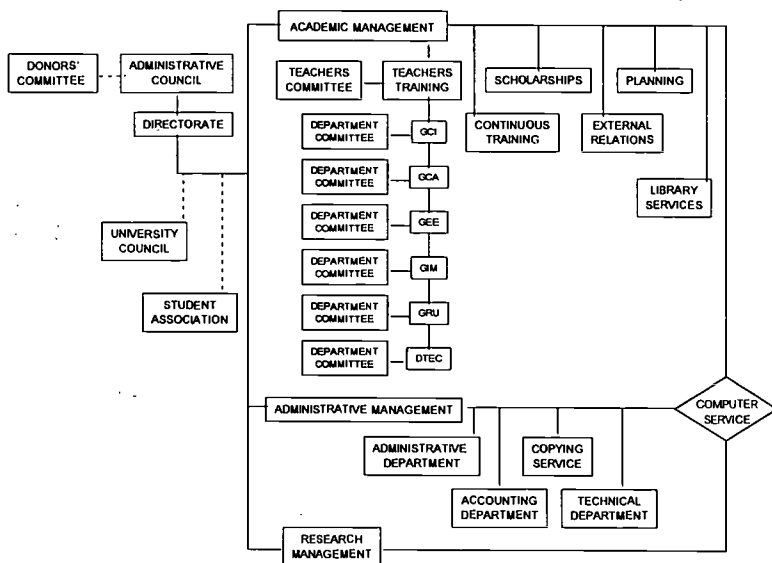 ACADEMIC MANAGEMENT
DONORS'
COMMITTEE
ADMINISTRATIVE
COUNCIL
DIRECTORATE
UNIVERSITY
COUNCIL
STUDENT
ASSOCIATION
TEACHERS
COMMITTEE
TEACHERS
TRAINING
SCHOLARSHIPS
PLANNING
CONTINUOUS
TRAINING
EXTERNAL
RELATIONS
LIBRARY
SERVICES
DEPARTMENT
COMMITTEE
GCI
DEPARTMENT
COMMITTEE
GCA
DEPARTMENT
COMMITTEE
GEE
DEPARTMENT
COMMITTEE
GIM
DEPARTMENT
COMMITTEE
GRU
DEPARTMENT
COMMITTEE
DTEC
ADMINISTRATIVE MANAGEMENT
COMPUTER
SERVICE
ADMINISTRATIVE
DEPARTMENT
COPYING
SERVICE
ACCOUNTING
DEPARTMENT
TECHNICAL
DEPARTMENT
RESEARCH
MANAGEMENT